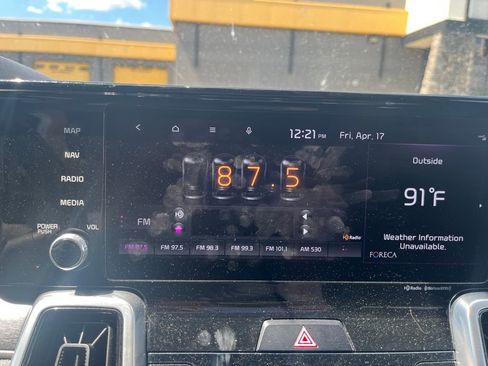 MAP
NAV
RADIO
MEDIA
POWER
PUSH
VOL
12:21 PM
Fri, Apr. 17
87.5
FM
HD Radio
FM 87.5
FM 97.5
FM 98.3
FM 99.3
FM 101.1
AM 530
Outside
91°F
Weather Information
Unavailable.
FORECA
HD Radio